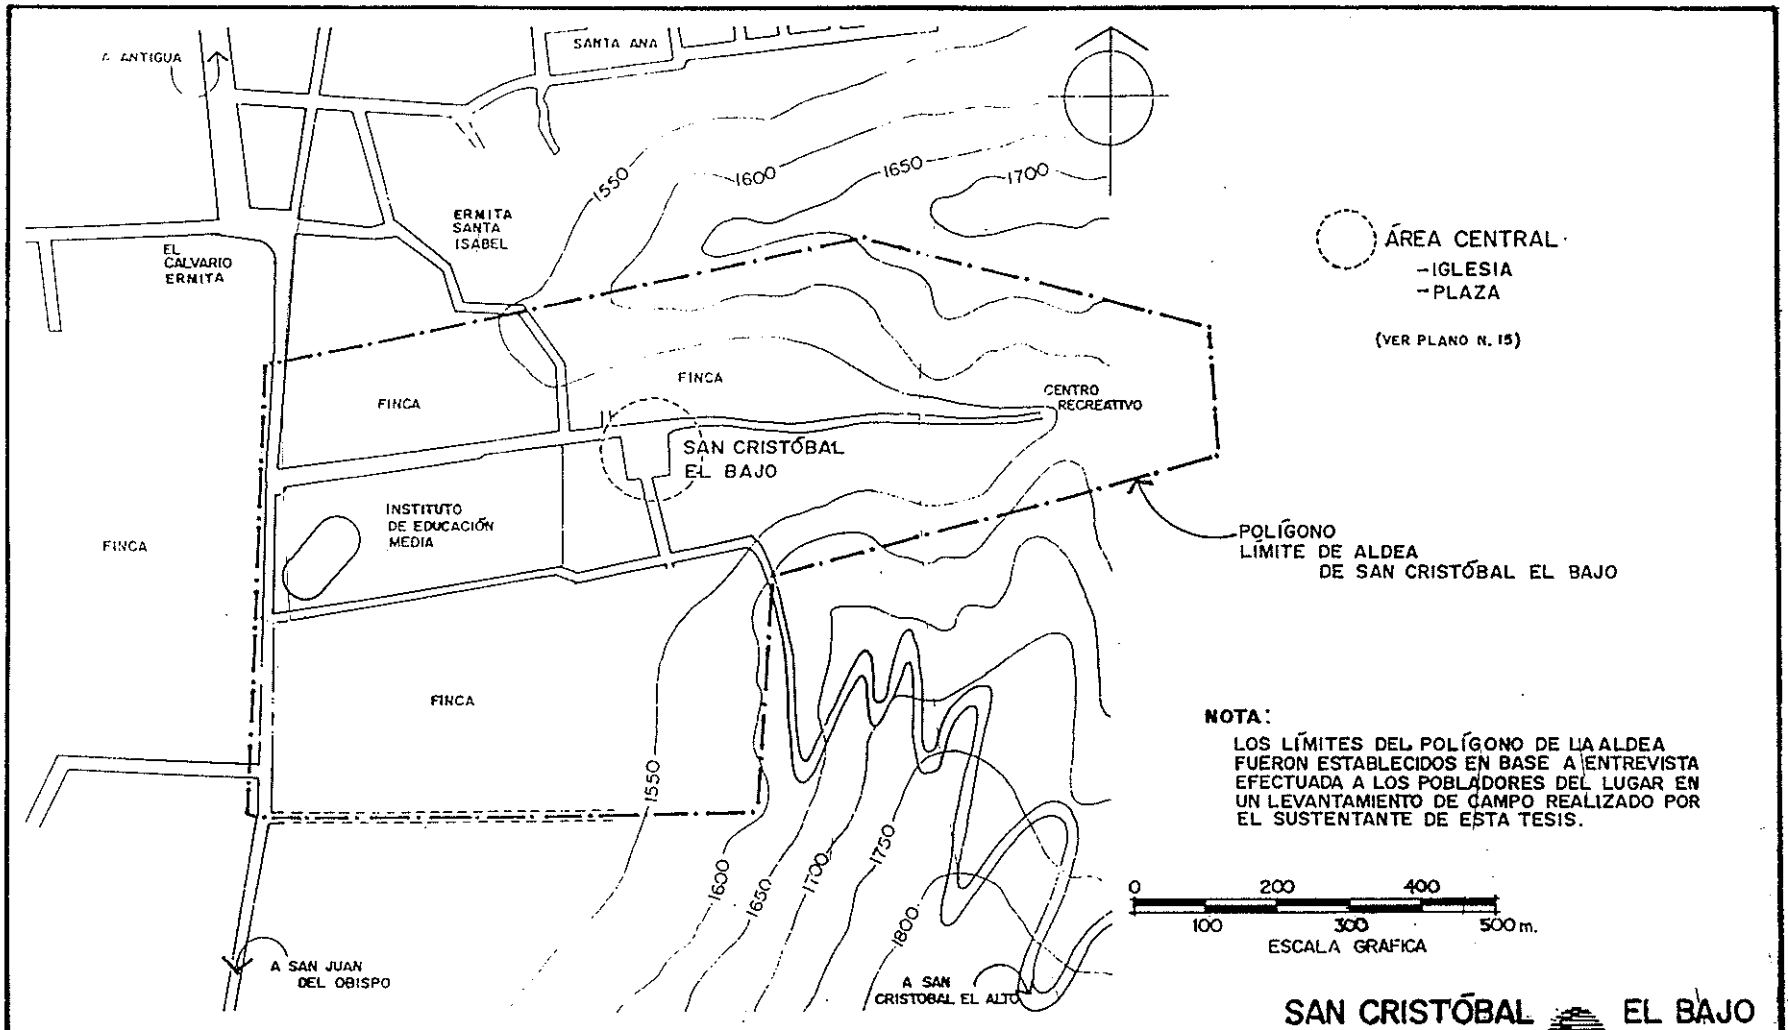 A ANTIGUA
SANTA ANA
1550
1600
1650
1700
ERMITA
SANTA
ISABEL
EL
CALVARIO
ERMITA
ÁREA CENTRAL
-IGLESIA
-PLAZA
(VER PLANO N. 15)
FINCA
FINCA
CENTRO
RECREATIVO
SAN CRISTÓBAL
EL BAJO
INSTITUTO
DE EDUCACIÓN
MEDIA
FINCA
POLÍGONO
LÍMITE DE ALDEA
DE SAN CRISTÓBAL EL BAJO
FINCA
NOTA:
LOS LÍMITES DEL POLÍGONO DE LA ALDEA
FUERON ESTABLECIDOS EN BASE A ENTREVISTA
EFECTUADA A LOS POBLADORES DEL LUGAR EN
UN LEVANTAMIENTO DE CAMPO REALIZADO POR
EL SUSTENTANTE DE ESTA TESIS.
1550
1600
1650
1700
1750
1800
0 200 400
100 300 500 m.
ESCALA GRAFICA
A SAN JUAN
DEL OBISPO
A SAN
CRISTOBAL EL ALTO
SAN CRISTÓBAL EL BAJO